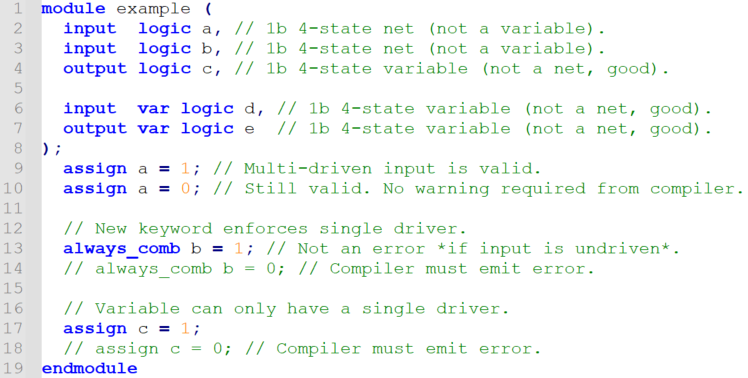 1 module example (
2   input  logic a, // 1b 4-state net (not a variable).
3   input  logic b, // 1b 4-state net (not a variable).
4   output logic c, // 1b 4-state variable (not a net, good).
5
6   input  var logic d, // 1b 4-state variable (not a net, good).
7   output var logic e  // 1b 4-state variable (not a net, good).
8 );
9   assign a = 1; // Multi-driven input is valid.
10   assign a = 0; // Still valid. No warning required from compiler.
11
12   // New keyword enforces single driver.
13   always_comb b = 1; // Not an error *if input is undriven*.
14   // always_comb b = 0; // Compiler must emit error.
15
16   // Variable can only have a single driver.
17   assign c = 1;
18   // assign c = 0; // Compiler must emit error.
19 endmodule